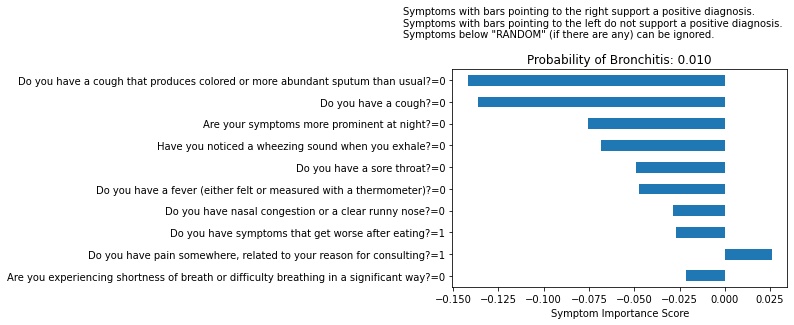 Symptoms with bars pointing to the right support a positive diagnosis.
Symptoms with bars pointing to the left do not support a positive diagnosis.
Symptoms below "RANDOM" (if there are any) can be ignored.
Probability of Bronchitis: 0.010
Do you have a cough that produces colored or more abundant sputum than usual?=0
Do you have a cough?=0
Are your symptoms more prominent at night?=0
Have you noticed a wheezing sound when you exhale?=0
Do you have a sore throat?=0
Do you have a fever (either felt or measured with a thermometer)?=0
Do you have nasal congestion or a clear runny nose?=0
Do you have symptoms that get worse after eating?=1
Do you have pain somewhere, related to your reason for consulting?=1
Are you experiencing shortness of breath or difficulty breathing in a significant way?=0
−0.150 −0.125 −0.100 −0.075 −0.050 −0.025 0.000 0.025
Symptom Importance Score